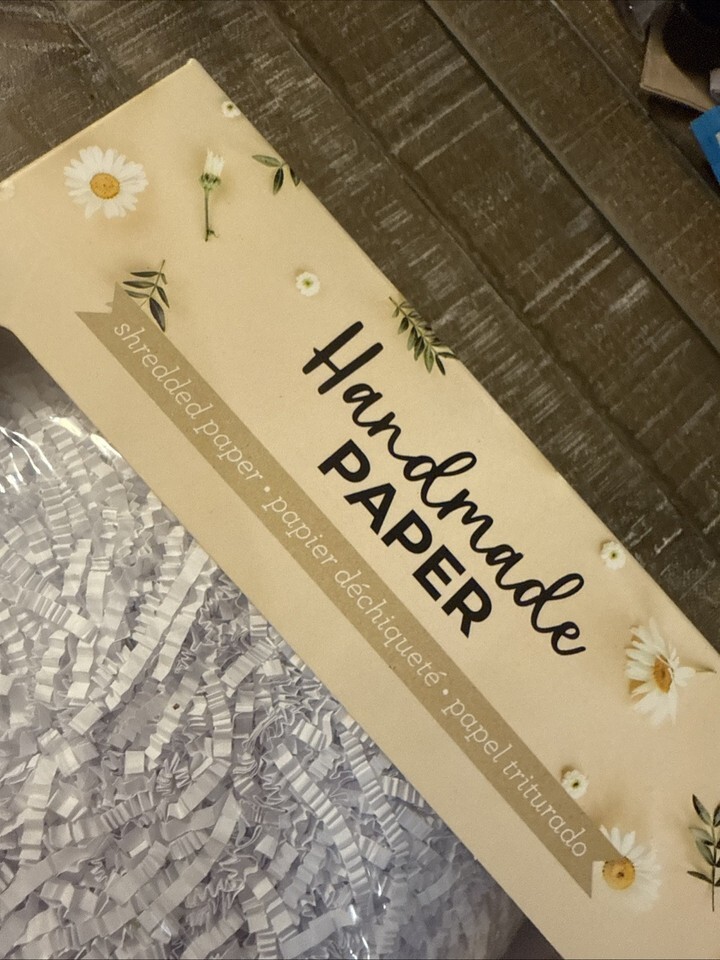 Handmade
PAPER
shredded paper • papier déchiqueté • papel triturado